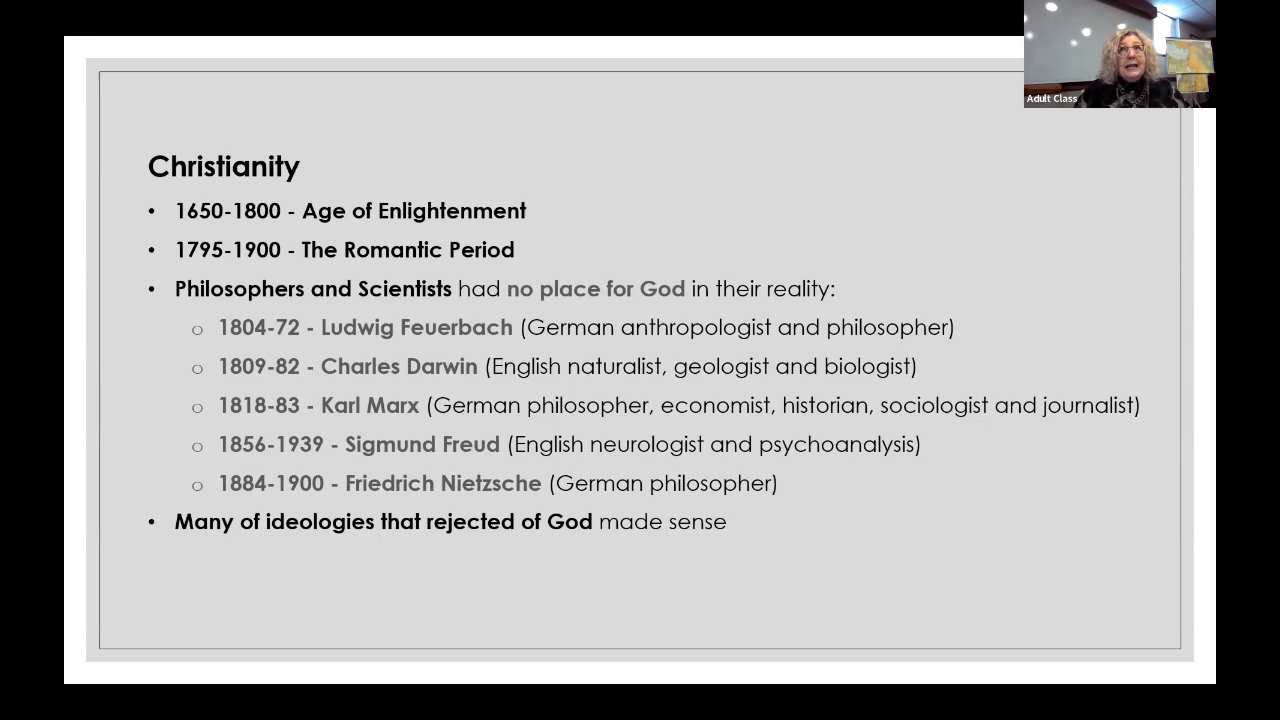 Adult Class
Christianity
• 1650-1800 - Age of Enlightenment
• 1795-1900 - The Romantic Period
• Philosophers and Scientists had no place for God in their reality:
o 1804-72 - Ludwig Feuerbach (German anthropologist and philosopher)
o 1809-82 - Charles Darwin (English naturalist, geologist and biologist)
o 1818-83 - Karl Marx (German philosopher, economist, historian, sociologist and journalist)
o 1856-1939 - Sigmund Freud (English neurologist and psychoanalysis)
o 1884-1900 - Friedrich Nietzsche (German philosopher)
• Many of ideologies that rejected of God made sense